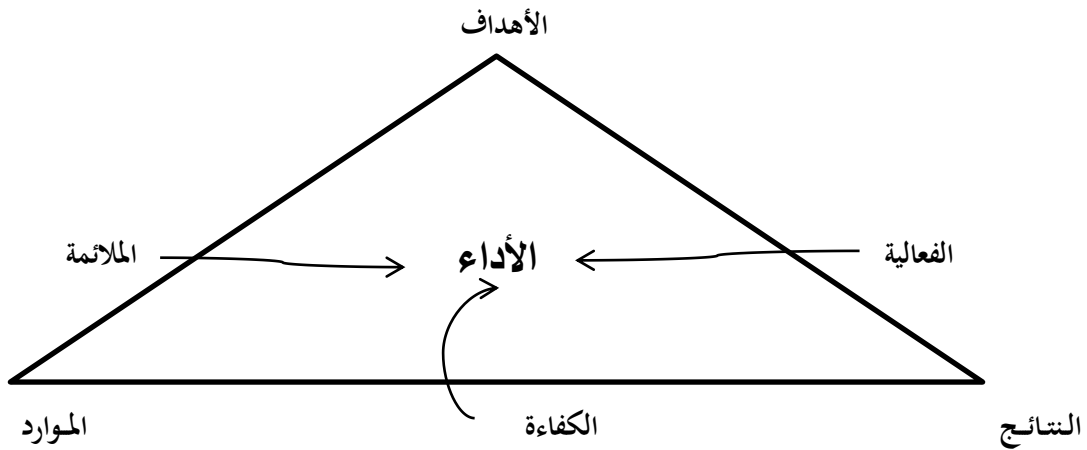 الأهداف
الفعالية
الأداء
الملائمة
النتائج
الكفاءة
الموارد